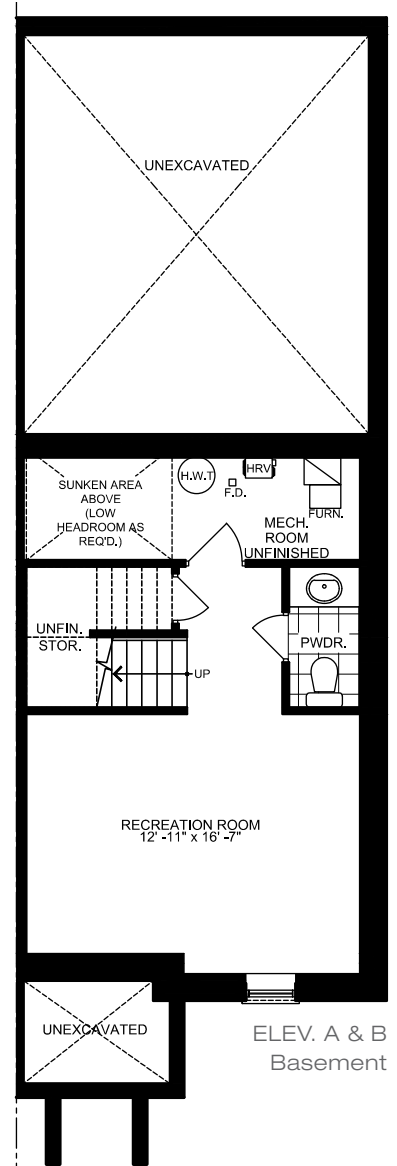 UNEXCAVATED
SUNKEN AREA
ABOVE
(LOW
HEADROOM AS
REQ'D.)
H.W.T
HRV
F.D.
FURN.
MECH.
ROOM
UNFINISHED
UNFIN.
STOR.
UP
PWDR.
RECREATION ROOM
12' -11" x 16' -7"
UNEXCAVATED
ELEV. A & B
Basement